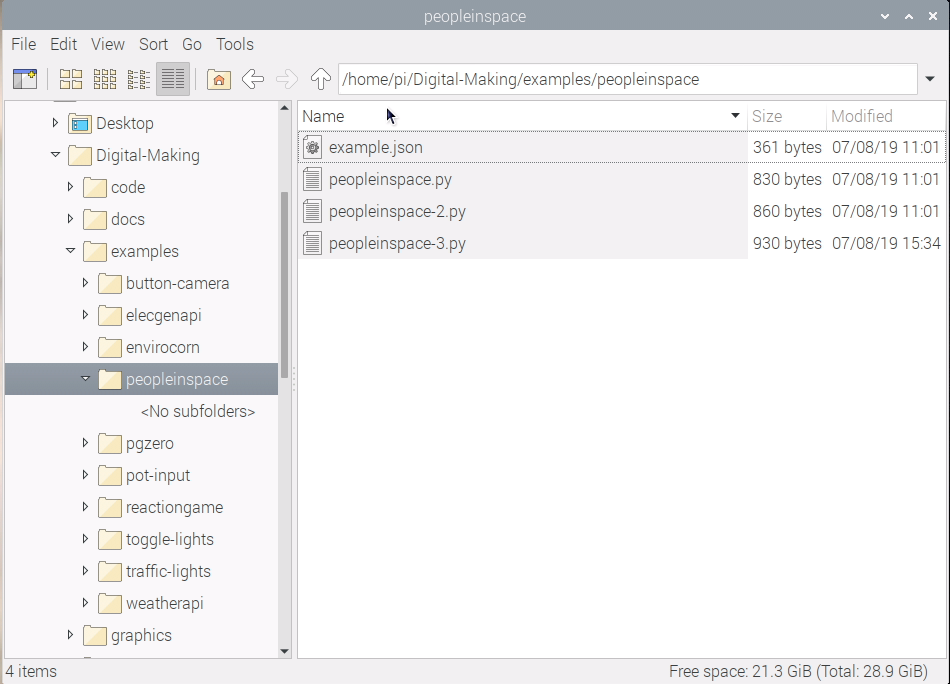 peopleinspace
File Edit View Sort Go Tools
/home/pi/Digital-Making/examples/peopleinspace
Desktop
Digital-Making
code
docs
examples
button-camera
elecgenapi
envirocorn
peopleinspace
<No subfolders>
pgzero
pot-input
reactiongame
toggle-lights
traffic-lights
weatherapi
graphics
Name Size Modified
example.json 361 bytes 07/08/19 11:01
peopleinspace.py 830 bytes 07/08/19 11:01
peopleinspace-2.py 860 bytes 07/08/19 11:01
peopleinspace-3.py 930 bytes 07/08/19 15:34
4 items Free space: 21.3 GiB (Total: 28.9 GiB)